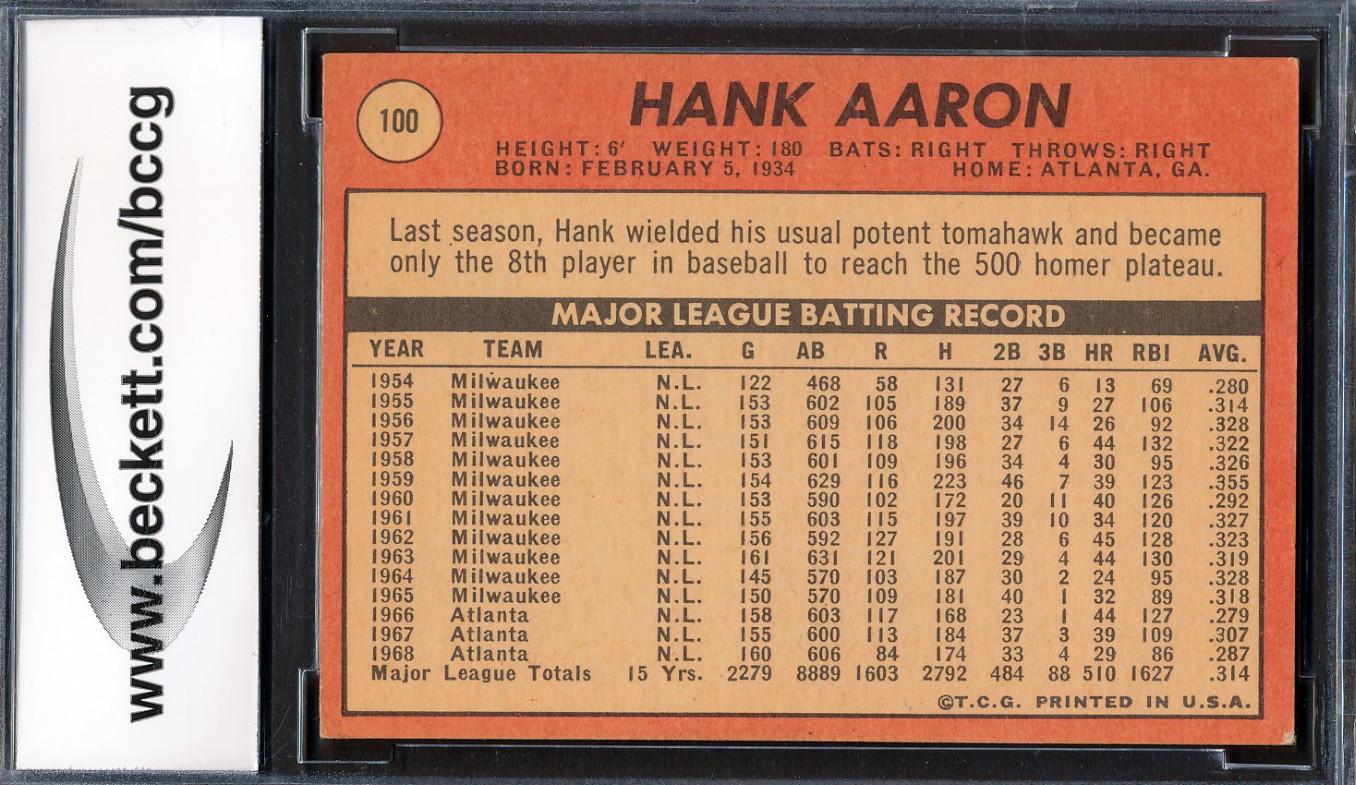 www.beckett.com/bccg
100
HANK AARON
HEIGHT: 6' WEIGHT: 180 BATS: RIGHT THROWS: RIGHT
BORN: FEBRUARY 5, 1934 HOME: ATLANTA, GA.
Last season, Hank wielded his usual potent tomahawk and became
only the 8th player in baseball to reach the 500 homer plateau.
MAJOR LEAGUE BATTING RECORD
YEAR TEAM LEA. G AB R H 2B 3B HR RBI AVG.
1954 Milwaukee N.L. 122 468 58 131 27 6 13 69 .280
1955 Milwaukee N.L. 153 602 105 189 37 9 27 106 .314
1956 Milwaukee N.L. 153 609 106 200 34 14 26 92 .328
1957 Milwaukee N.L. 151 615 118 198 27 6 44 132 .322
1958 Milwaukee N.L. 153 601 109 196 34 4 30 95 .326
1959 Milwaukee N.L. 154 629 116 223 46 7 39 123 .355
1960 Milwaukee N.L. 153 590 102 172 20 11 40 126 .292
1961 Milwaukee N.L. 155 603 115 197 39 10 34 120 .327
1962 Milwaukee N.L. 156 592 127 191 28 6 45 128 .323
1963 Milwaukee N.L. 161 631 121 201 29 4 44 130 .319
1964 Milwaukee N.L. 145 570 103 187 30 2 24 95 .328
1965 Milwaukee N.L. 150 570 109 181 40 1 32 89 .318
1966 Atlanta N.L. 158 603 117 168 23 1 44 127 .279
1967 Atlanta N.L. 155 600 113 184 37 3 39 109 .307
1968 Atlanta N.L. 160 606 84 174 33 4 29 86 .287
Major League Totals 15 Yrs. 2279 8889 1603 2792 484 88 510 1627 .314
©T.C.G. PRINTED IN U.S.A.